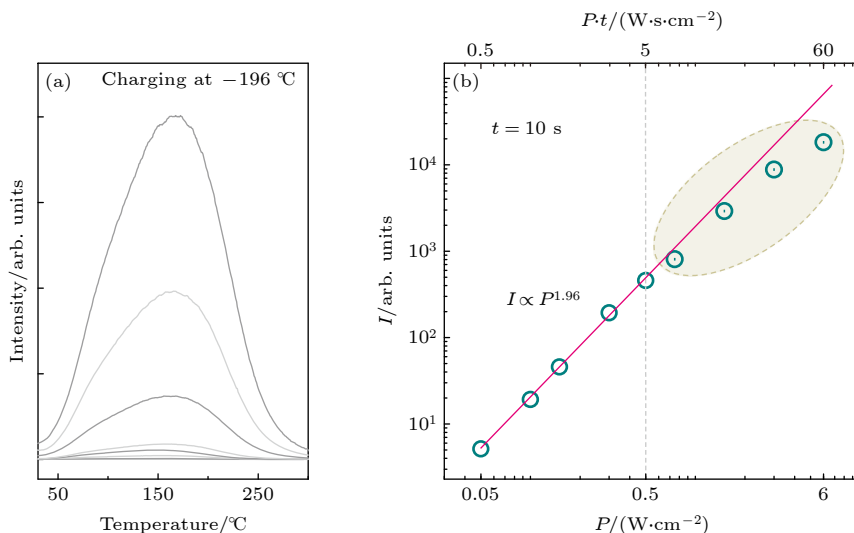 (a)
Charging at −196 ℃
Intensity/arb. units
50
150
250
Temperature/℃
P·t/(W·s·cm⁻²)
0.5
5
60
(b)
t = 10 s
I ∝ P¹·⁹⁶
I/arb. units
10⁴
10³
10²
10¹
0.05
0.5
6
P/(W·cm⁻²)